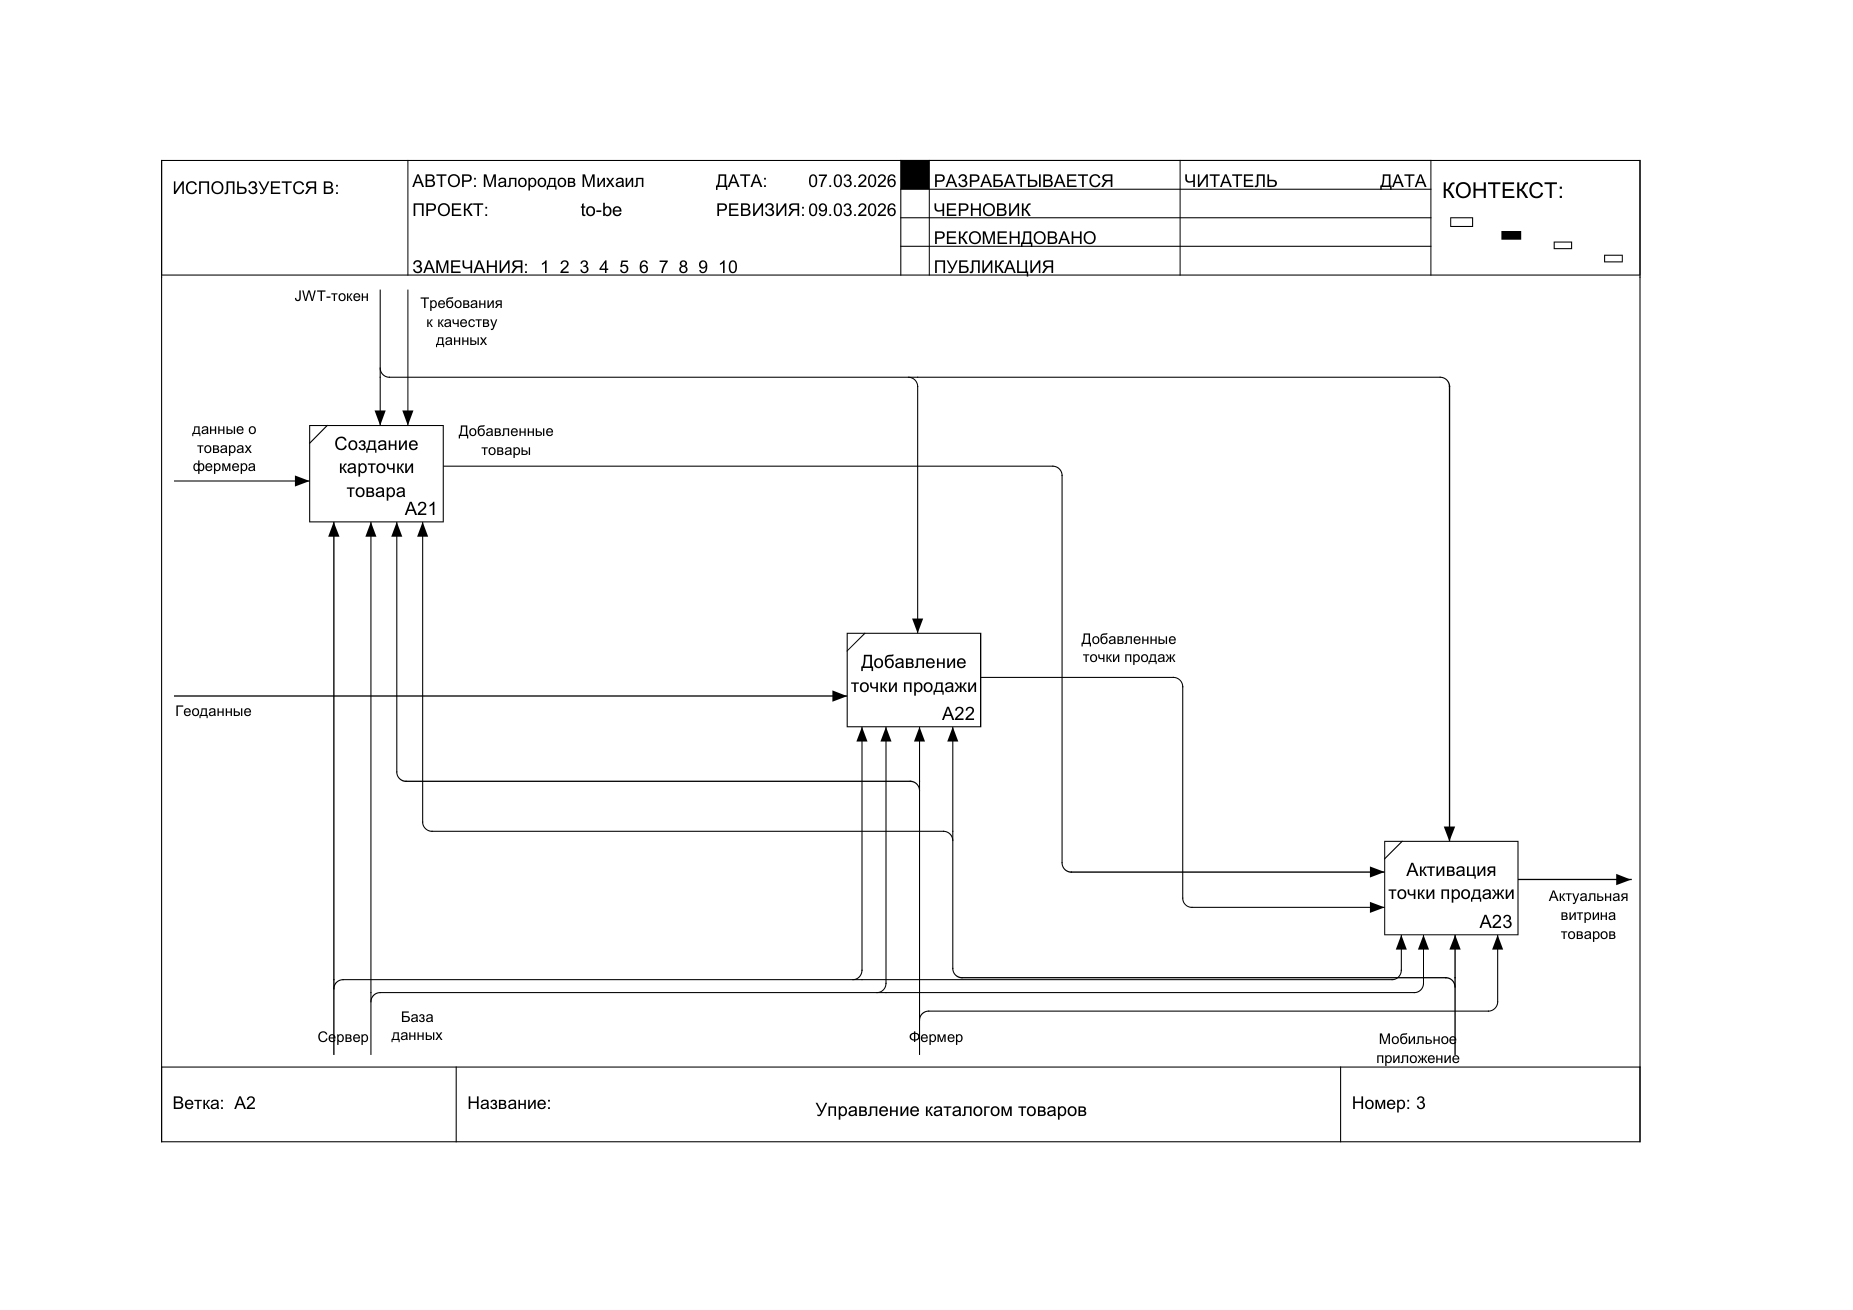 ИСПОЛЬЗУЕТСЯ В:
АВТОР: Малородов Михаил
ДАТА: 07.03.2026
ПРОЕКТ: to-be
РЕВИЗИЯ: 09.03.2026
ЗАМЕЧАНИЯ: 1 2 3 4 5 6 7 8 9 10
РАЗРАБАТЫВАЕТСЯ
ЧЕРНОВИК
РЕКОМЕНДОВАНО
ПУБЛИКАЦИЯ
ЧИТАТЕЛЬ
ДАТА
КОНТЕКСТ:
JWT-токен
Требования
к качеству
данных
данные о
товарах
фермера
Создание
карточки
товара
A21
Добавленные
товары
Геоданные
Добавление
точки продажи
A22
Добавленные
точки продаж
Активация
точки продажи
A23
Актуальная
витрина
товаров
Сервер
База
данных
Фермер
Мобильное
приложение
Ветка: A2
Название:
Управление каталогом товаров
Номер: 3